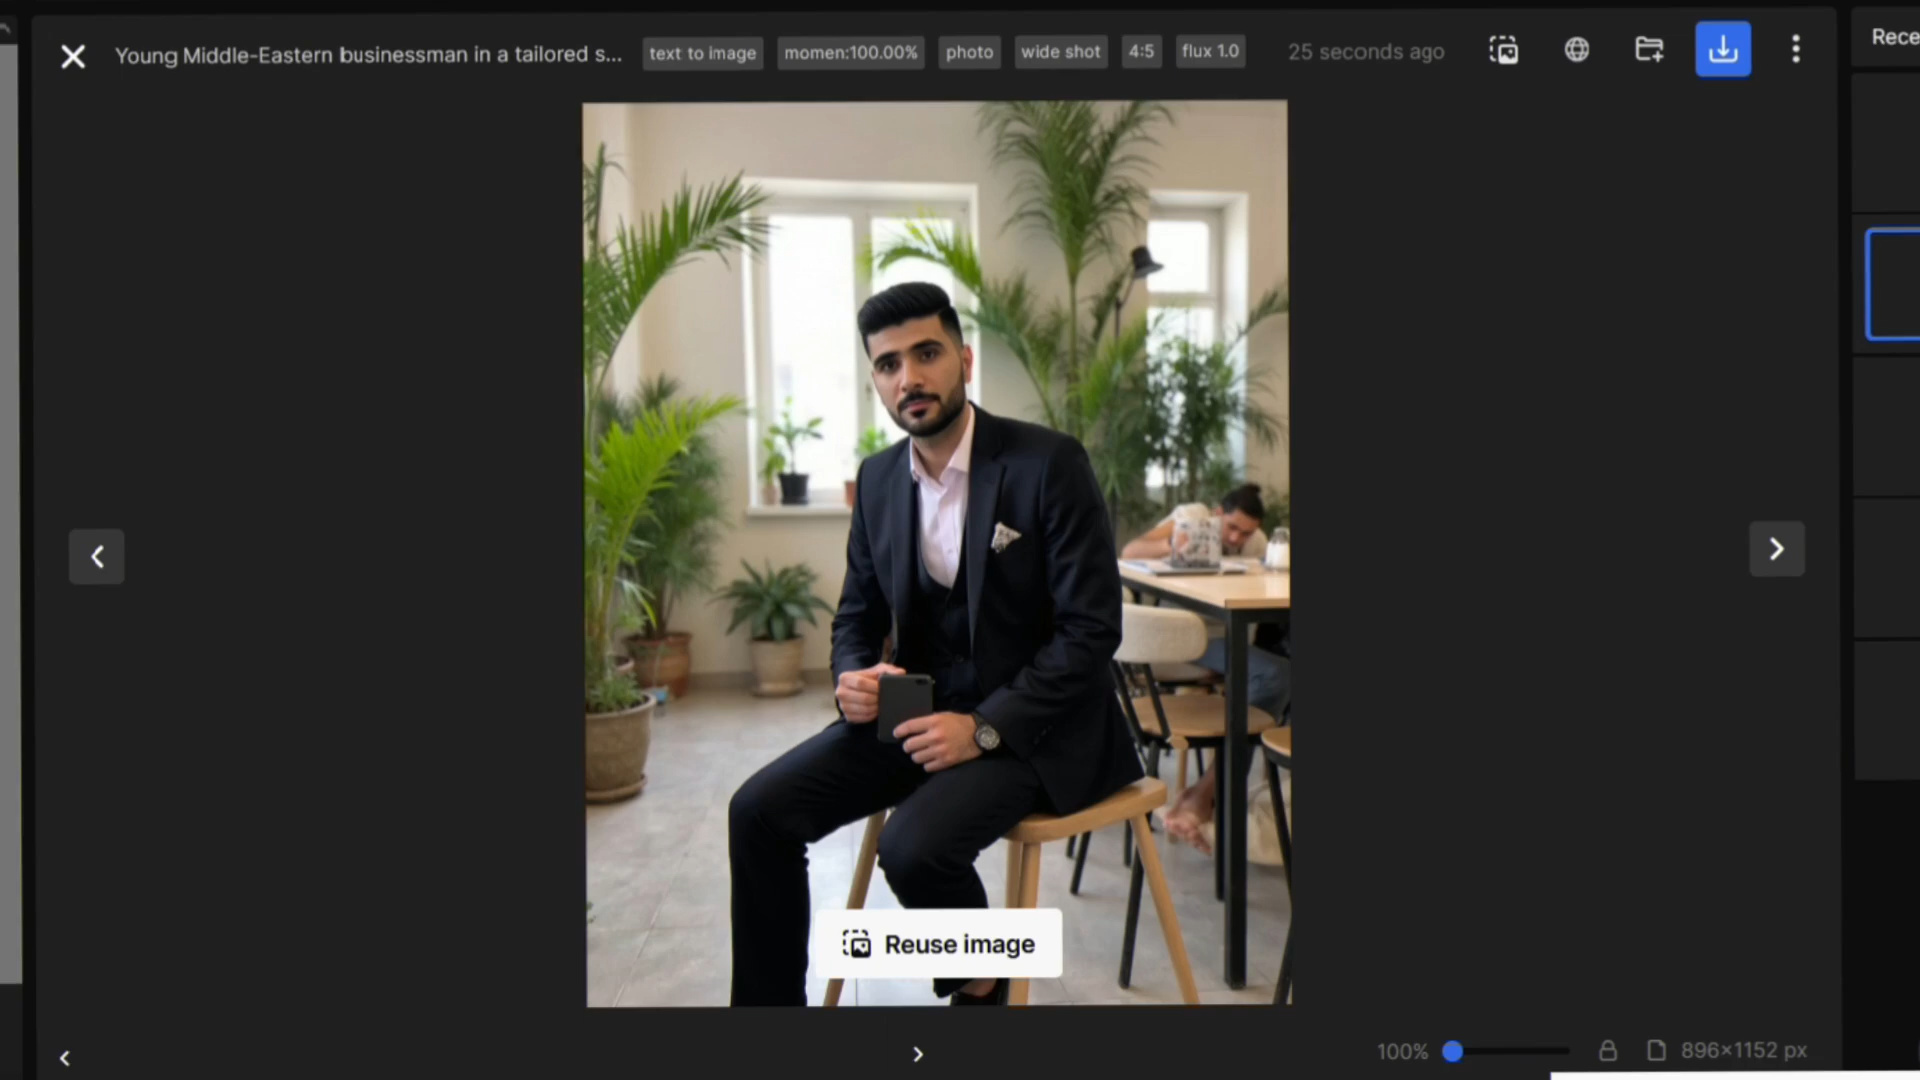 Young Middle-Eastern businessman in a tailored s... text to image momen:100.00% photo wide shot 4:5 flux 1.0 25 seconds ago
Rece
Reuse image
100% 896×1152 px